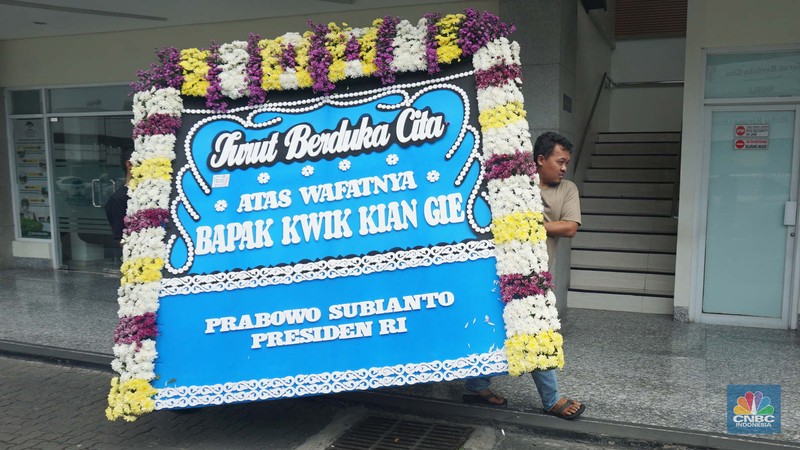 Turut Berduka Cita
ATAS WAFATNYA
BAPAK KWIK KIAN GIE
PRABOWO SUBIANTO
PRESIDEN RI
CNBC
INDONESIA